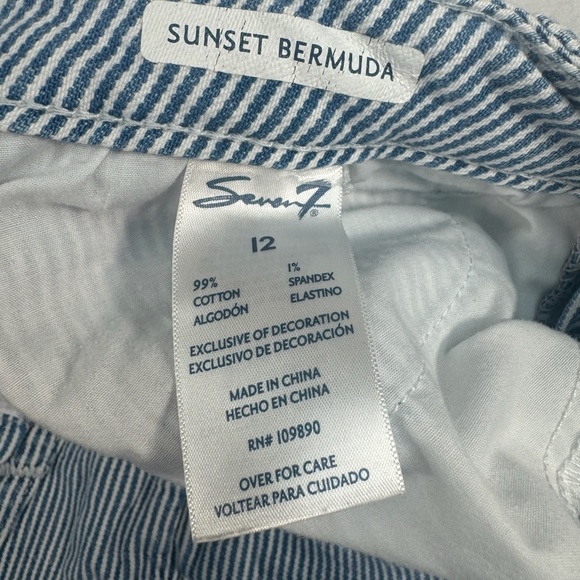 SUNSET BERMUDA
Seven7®
12
99% 1%
COTTON SPANDEX
ALGODÓN ELASTINO
EXCLUSIVE OF DECORATION
EXCLUSIVO DE DECORACIÓN
MADE IN CHINA
HECHO EN CHINA
RN# 109890
OVER FOR CARE
VOLTEAR PARA CUIDADO